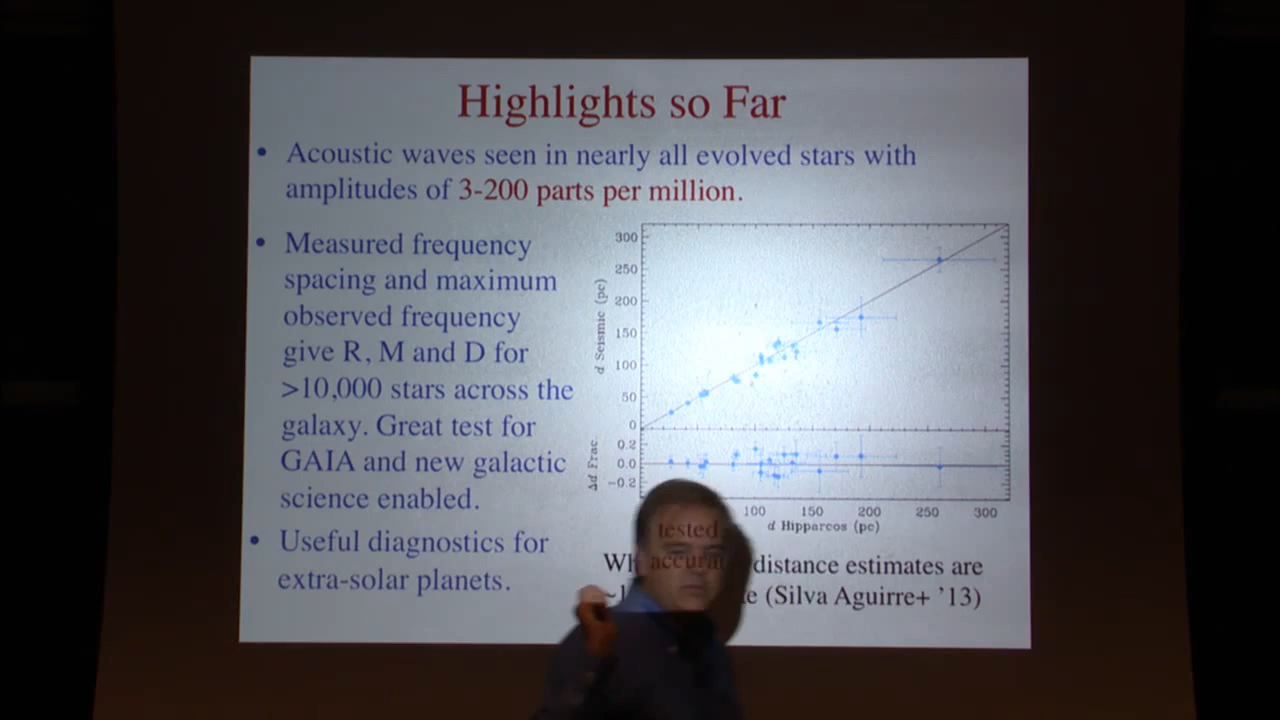 Highlights so Far
• Acoustic waves seen in nearly all evolved stars with
amplitudes of 3-200 parts per million.
• Measured frequency
spacing and maximum
observed frequency
give R, M and D for
>10,000 stars across the
galaxy. Great test for
GAIA and new galactic
science enabled.
• Useful diagnostics for
extra-solar planets.
300
250
200
150
100
50
0
d Seismic (pc)
0.2
0.0
−0.2
Δd Frac.
100 150 200 250 300
d Hipparcos (pc)
tested
accurate distance estimates are
(Silva Aguirre+ ’13)